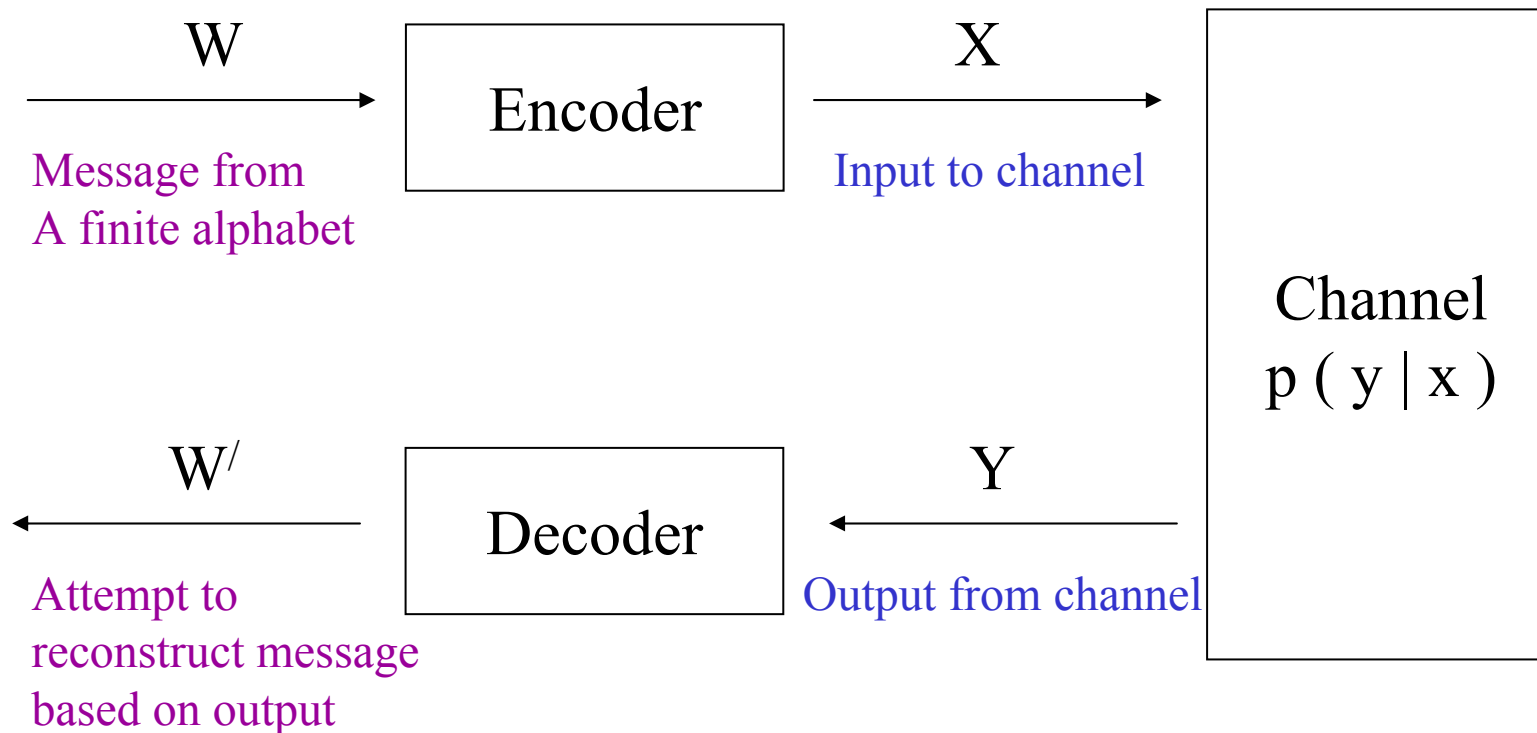 W
Encoder
X
Message from
A finite alphabet
Input to channel
Channel
p ( y | x )
W/
Decoder
Y
Attempt to
reconstruct message
based on output
Output from channel